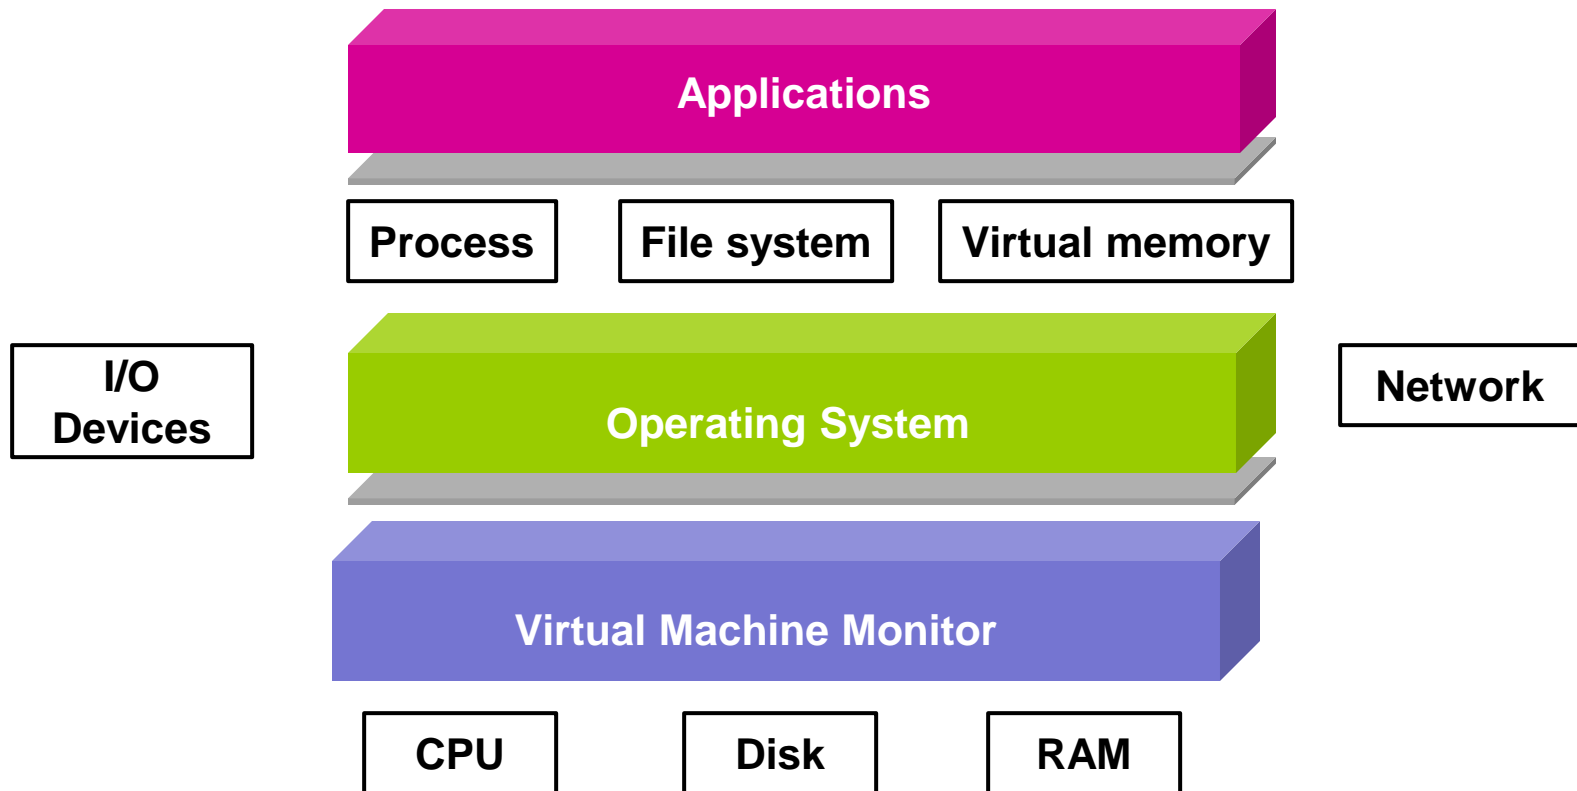 Applications
Process
File system
Virtual memory
I/O
Devices
Operating System
Network
Virtual Machine Monitor
CPU
Disk
RAM